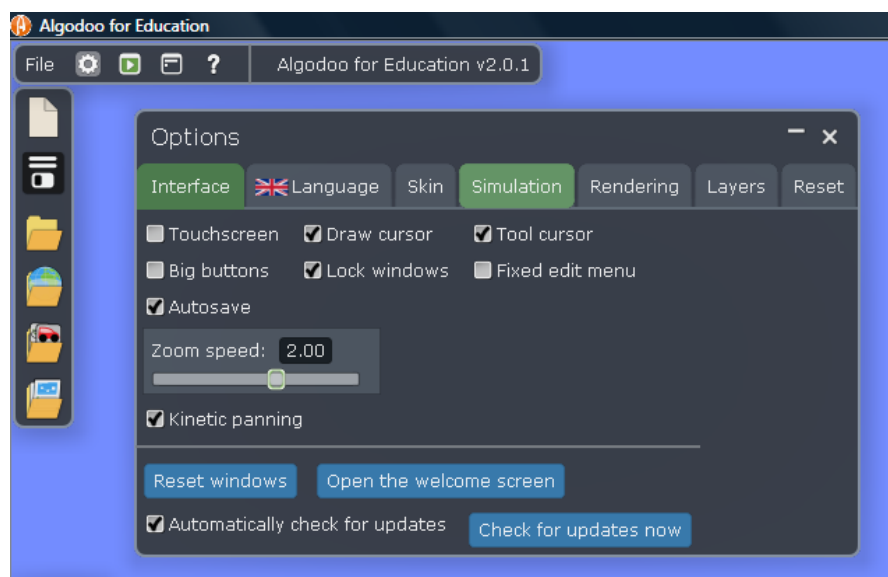 Algodoo for Education
File ? Algodoo for Education v2.0.1
Options
Interface Language Skin Simulation Rendering Layers Reset
Touchscreen Draw cursor Tool cursor
Big buttons Lock windows Fixed edit menu
Autosave
Zoom speed: 2.00
Kinetic panning
Reset windows Open the welcome screen
Automatically check for updates Check for updates now